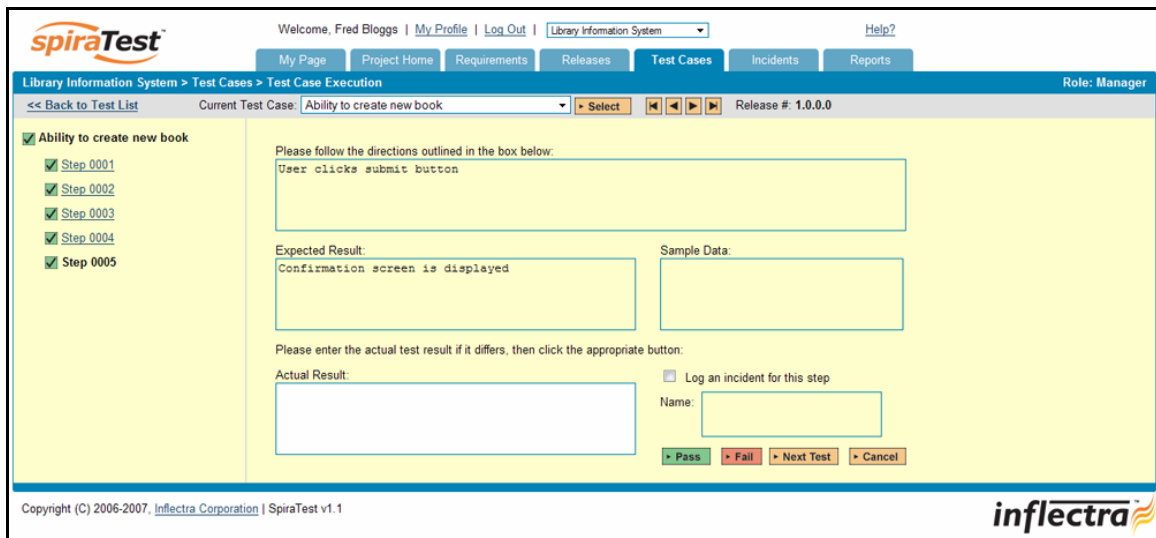 spiraTest™
Welcome, Fred Bloggs | My Profile | Log Out | Library Information System Help?
My Page Project Home Requirements Releases Test Cases Incidents Reports
Library Information System > Test Cases > Test Case Execution Role: Manager
<< Back to Test List Current Test Case: Ability to create new book Select Release #: 1.0.0.0
Ability to create new book
Step 0001
Step 0002
Step 0003
Step 0004
Step 0005
Please follow the directions outlined in the box below:
User clicks submit button
Expected Result: Sample Data:
Confirmation screen is displayed
Please enter the actual test result if it differs, then click the appropriate button:
Actual Result: Log an incident for this step
Name:
Pass Fail Next Test Cancel
Copyright (C) 2006-2007, Inflectra Corporation | SpiraTest v1.1
inflectra™